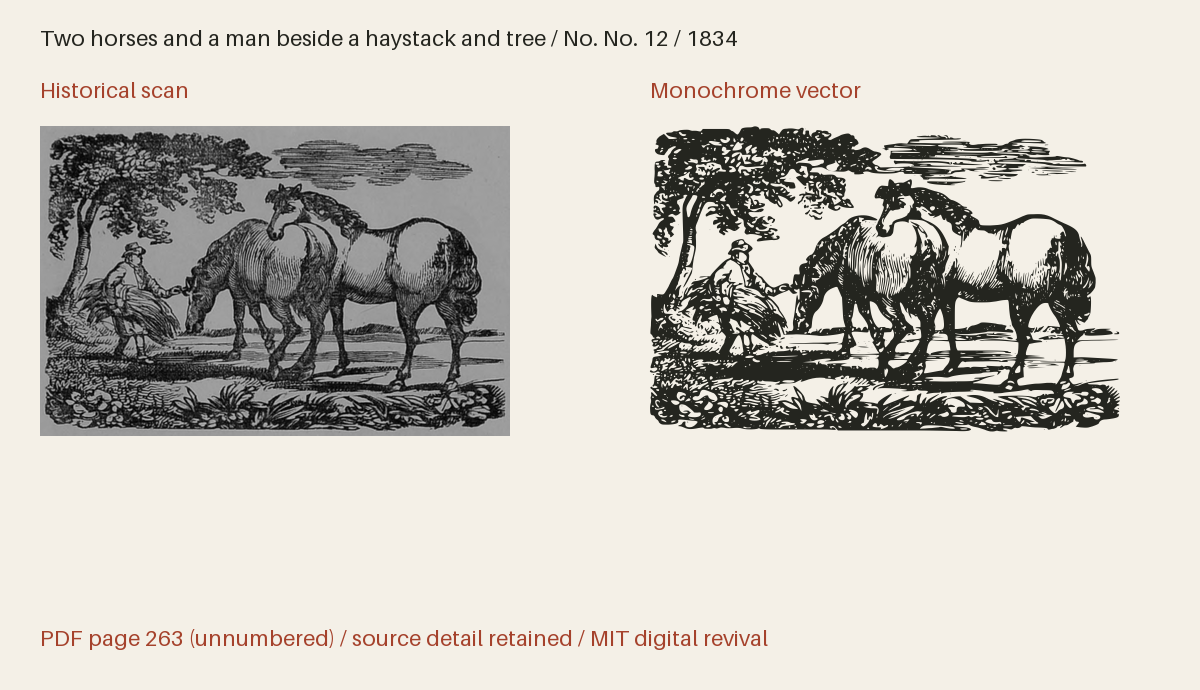 Two horses and a man beside a haystack and tree / No. No. 12 / 1834
Historical scan
Monochrome vector
PDF page 263 (unnumbered) / source detail retained / MIT digital revival